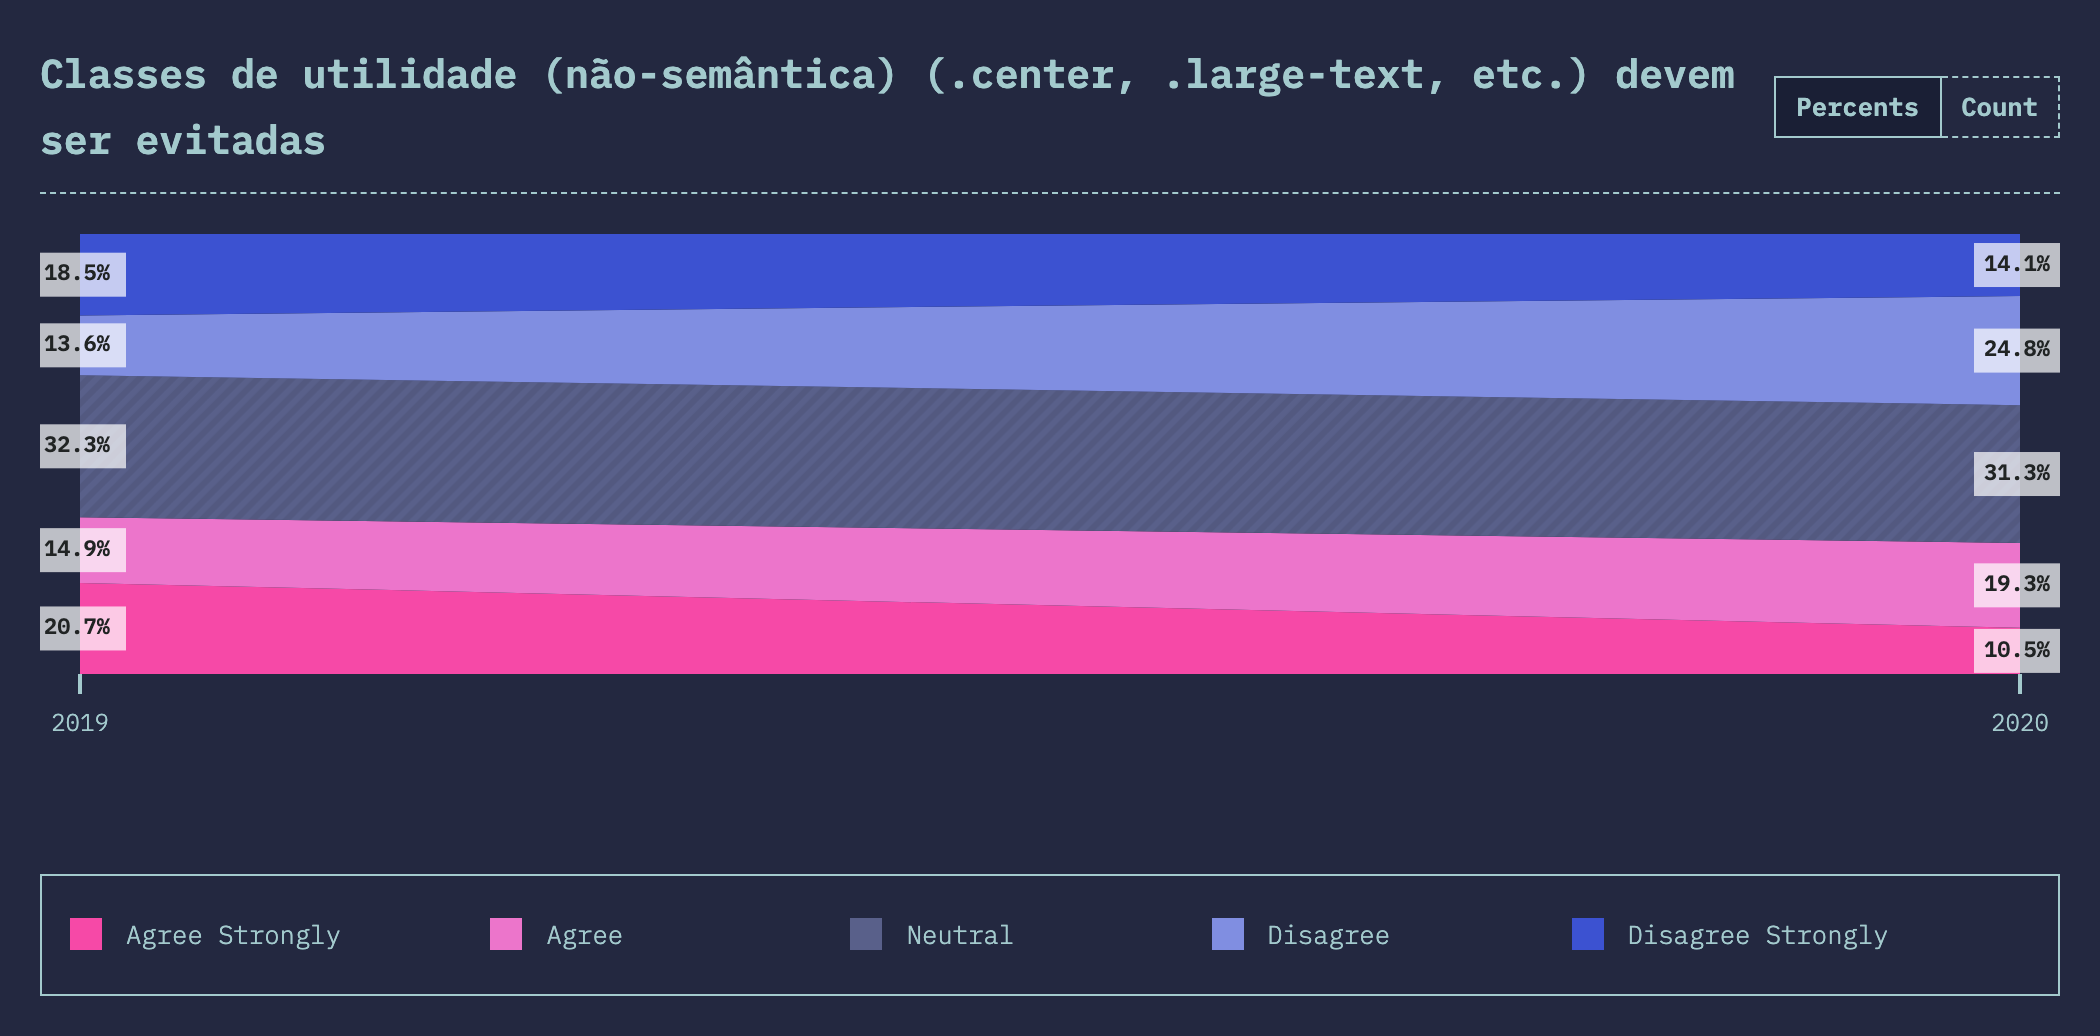 Classes de utilidade (não-semântica) (.center, .large-text, etc.) devem
ser evitadas
Percents Count
18.5%
13.6%
32.3%
14.9%
20.7%
14.1%
24.8%
31.3%
19.3%
10.5%
2019
2020
Agree Strongly
Agree
Neutral
Disagree
Disagree Strongly